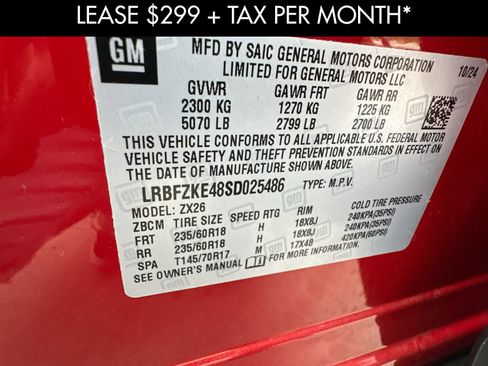 LEASE $299 + TAX PER MONTH*
GM
MFD BY SAIC GENERAL MOTORS CORPORATION
LIMITED FOR GENERAL MOTORS LLC
10/24
GVWR GAWR FRT GAWR RR
2300 KG 1270 KG 1225 KG
5070 LB 2799 LB 2700 LB
THIS VEHICLE CONFORMS TO ALL APPLICABLE U.S. FEDERAL MOTOR
VEHICLE SAFETY AND THEFT PREVENTION STANDARDS IN EFFECT ON
THE DATE OF MANUFACTURE SHOWN ABOVE.
LRBFZKE48SD025486 TYPE: M.P.V.
MODEL: ZX26
ZBCM TIRE SIZE SPEED RTG RIM COLD TIRE PRESSURE
FRT 235/60R18 H 18X8J 240KPA(35PSI)
RR 235/60R18 H 18X8J 240KPA(35PSI)
SPA T145/70R17 M 17X4B 420KPA(60PSI)
SEE OWNER'S MANUAL FOR MORE INFORMATION.